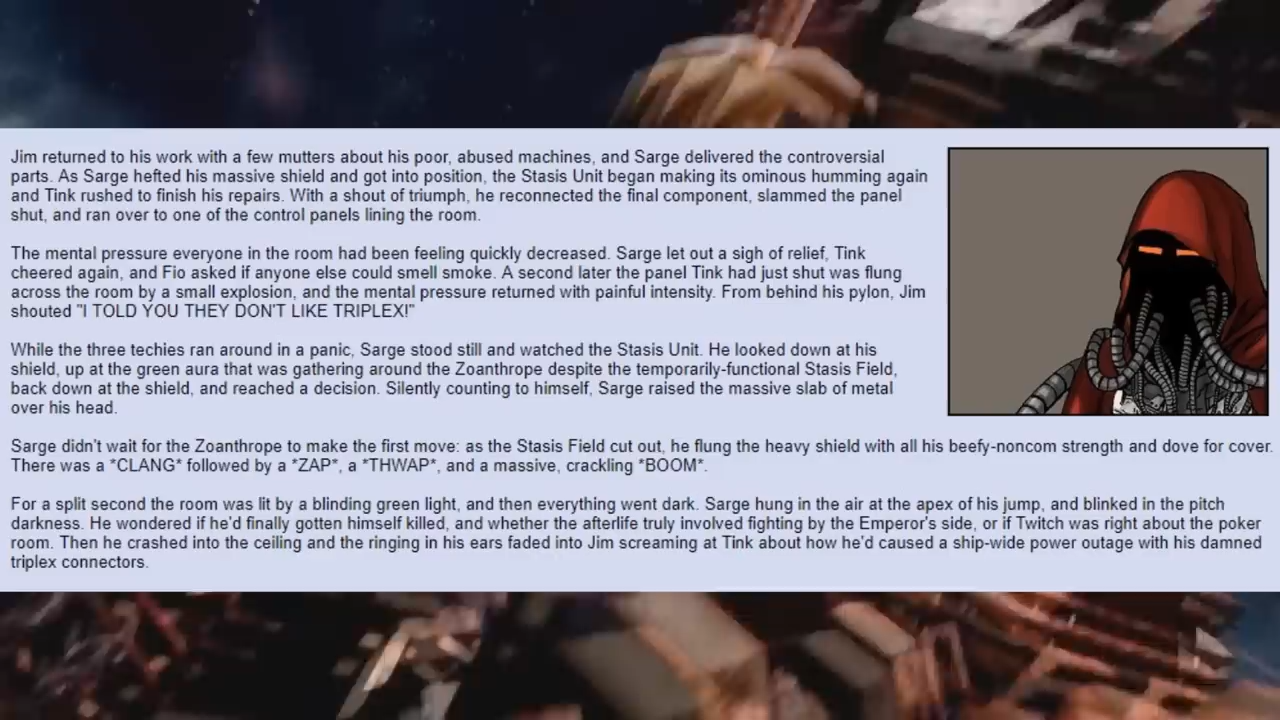 Jim returned to his work with a few mutters about his poor, abused machines, and Sarge delivered the controversial
parts. As Sarge hefted his massive shield and got into position, the Stasis Unit began making its ominous humming again
and Tink rushed to finish his repairs. With a shout of triumph, he reconnected the final component, slammed the panel
shut, and ran over to one of the control panels lining the room.
The mental pressure everyone in the room had been feeling quickly decreased. Sarge let out a sigh of relief, Tink
cheered again, and Fio asked if anyone else could smell smoke. A second later the panel Tink had just shut was flung
across the room by a small explosion, and the mental pressure returned with painful intensity. From behind his pylon, Jim
shouted "I TOLD YOU THEY DON'T LIKE TRIPLEX!"
While the three techies ran around in a panic, Sarge stood still and watched the Stasis Unit. He looked down at his
shield, up at the green aura that was gathering around the Zoanthrope despite the temporarily-functional Stasis Field,
back down at the shield, and reached a decision. Silently counting to himself, Sarge raised the massive slab of metal
over his head.
Sarge didn't wait for the Zoanthrope to make the first move: as the Stasis Field cut out, he flung the heavy shield with all his beefy-noncom strength and dove for cover.
There was a *CLANG* followed by a *ZAP*, a *THWAP*, and a massive, crackling *BOOM*.
For a split second the room was lit by a blinding green light, and then everything went dark. Sarge hung in the air at the apex of his jump, and blinked in the pitch
darkness. He wondered if he'd finally gotten himself killed, and whether the afterlife truly involved fighting by the Emperor's side, or if Twitch was right about the poker
room. Then he crashed into the ceiling and the ringing in his ears faded into Jim screaming at Tink about how he'd caused a ship-wide power outage with his damned
triplex connectors.